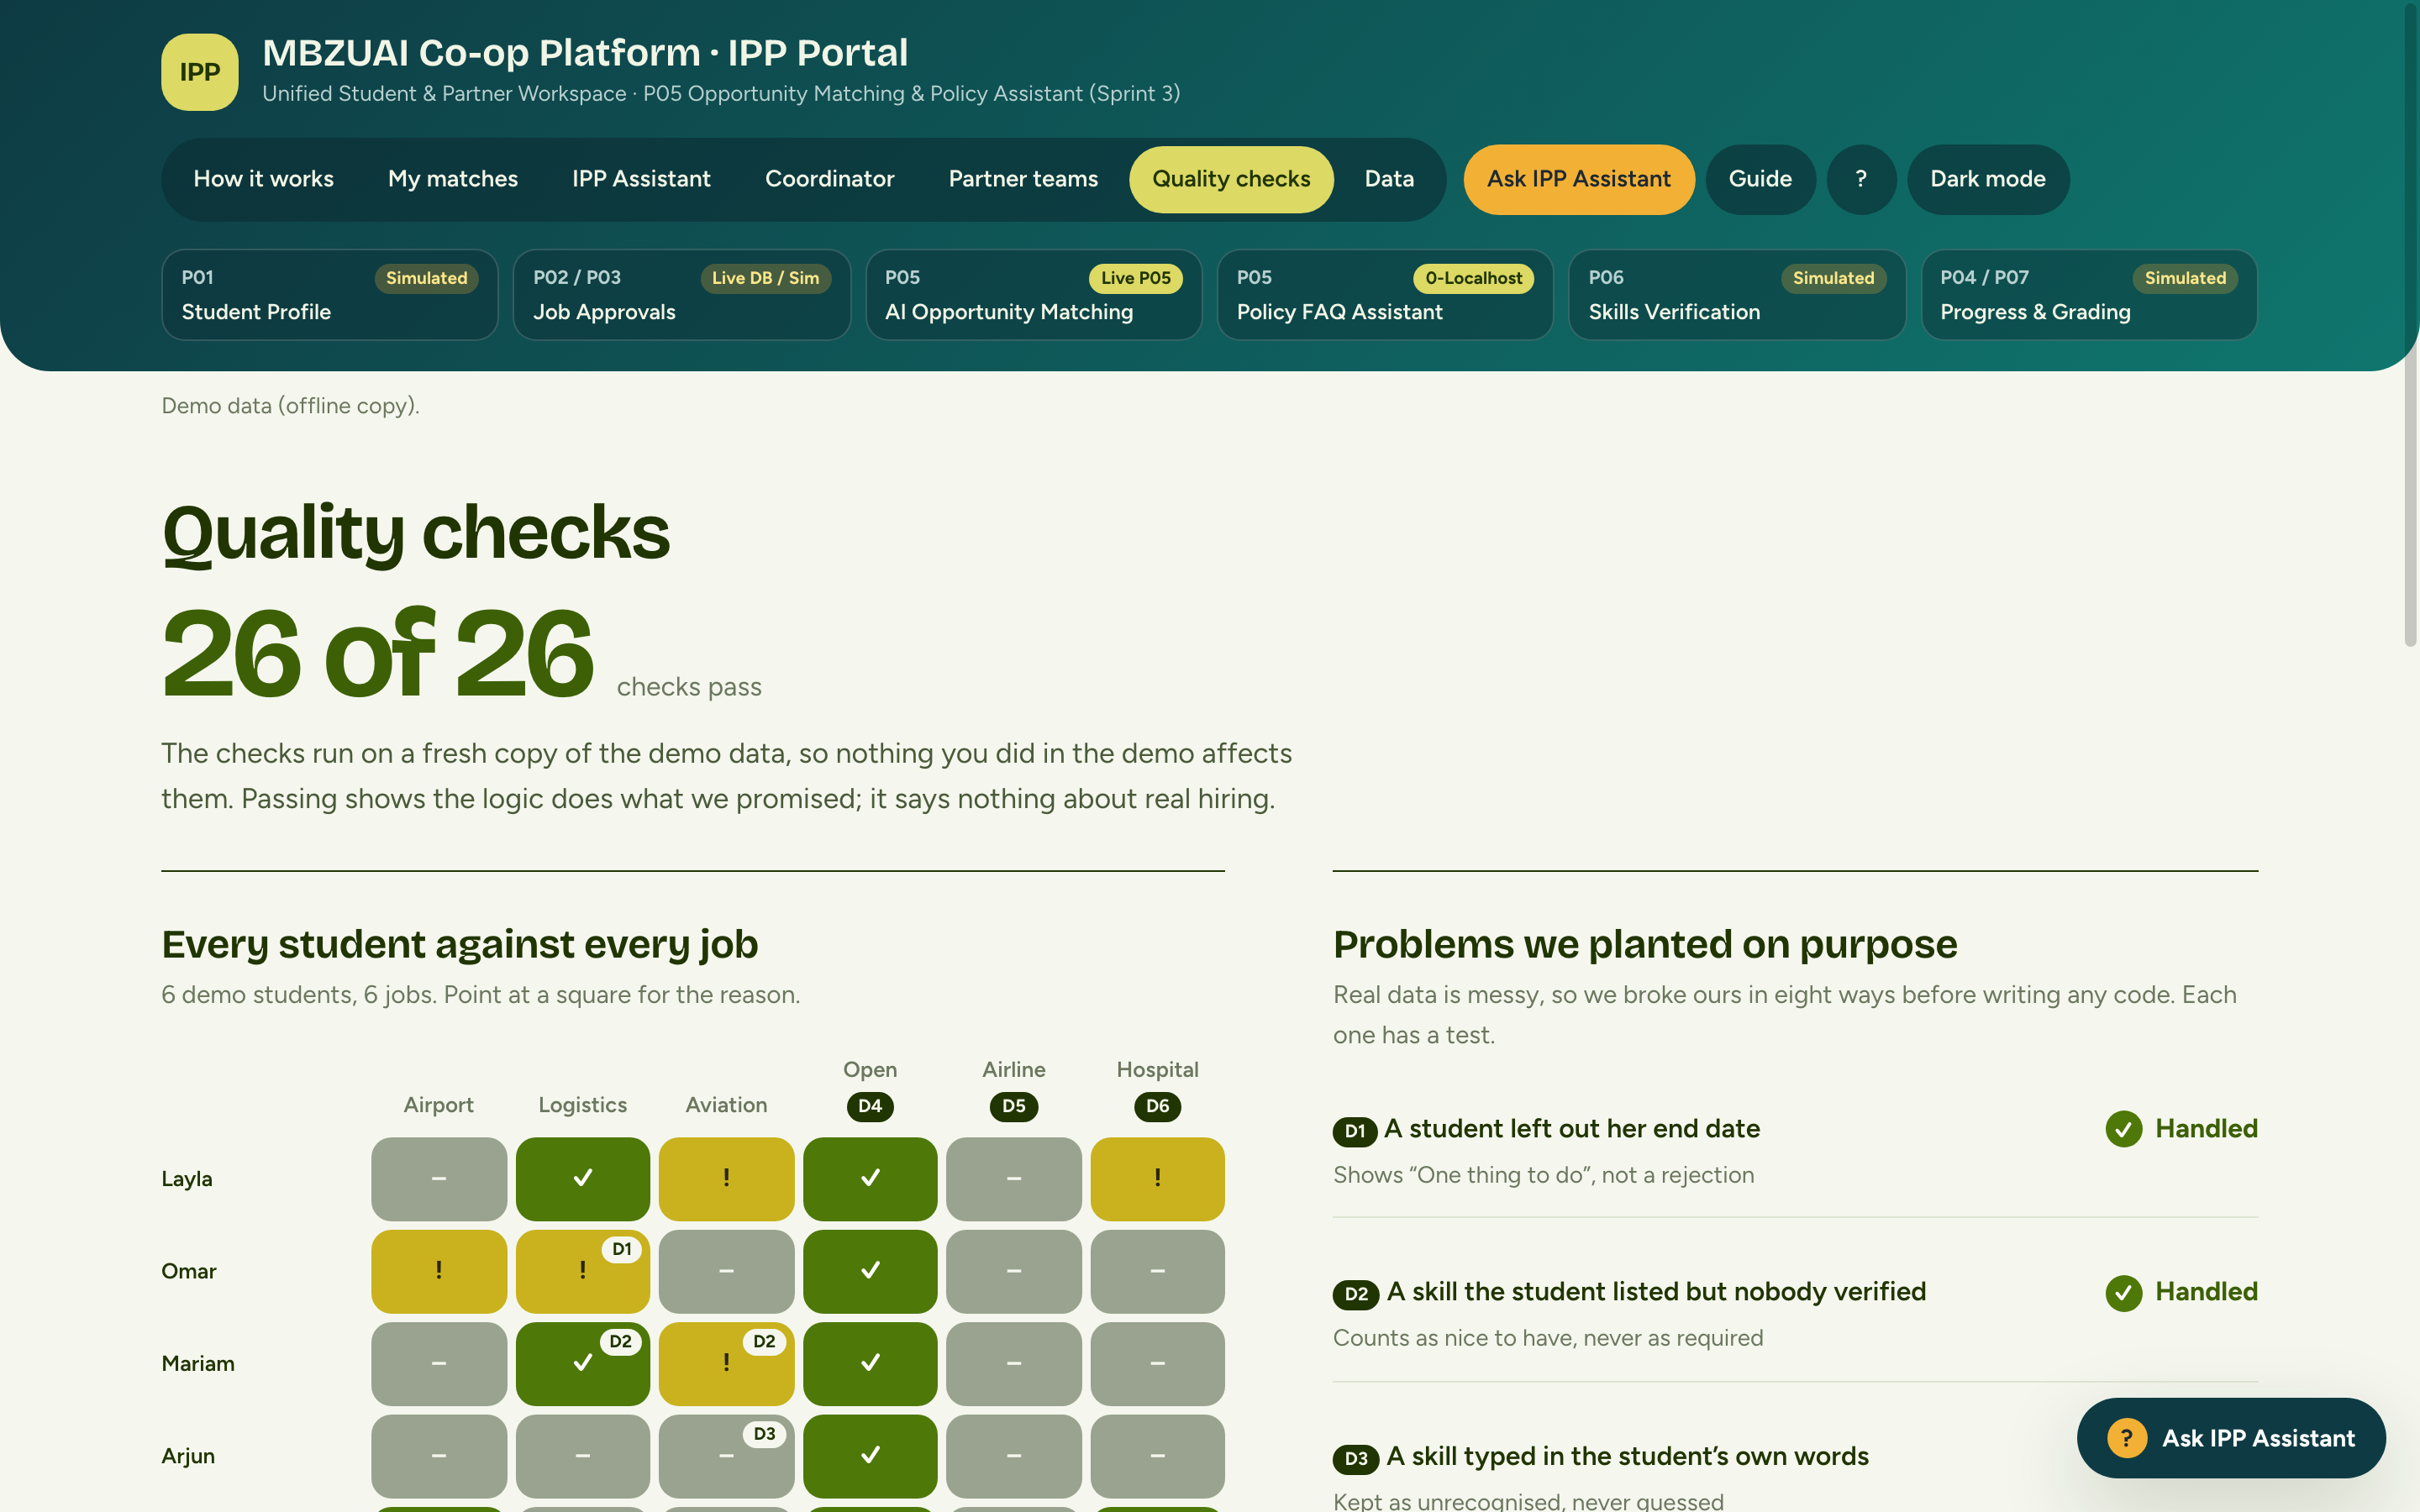 IPP
MBZUAI Co-op Platform · IPP Portal
Unified Student & Partner Workspace · P05 Opportunity Matching & Policy Assistant (Sprint 3)
How it works My matches IPP Assistant Coordinator Partner teams Quality checks Data Ask IPP Assistant Guide ? Dark mode
P01 Simulated
Student Profile
P02 / P03 Live DB / Sim
Job Approvals
P05 Live P05
AI Opportunity Matching
P05 0-Localhost
Policy FAQ Assistant
P06 Simulated
Skills Verification
P04 / P07 Simulated
Progress & Grading
Demo data (offline copy).
Quality checks
26 of 26 checks pass
The checks run on a fresh copy of the demo data, so nothing you did in the demo affects
them. Passing shows the logic does what we promised; it says nothing about real hiring.
Every student against every job
6 demo students, 6 jobs. Point at a square for the reason.
Airport Logistics Aviation Open D4 Airline D5 Hospital D6
Layla – ✓ ! ✓ – !
Omar ! ! D1 – ✓ – –
Mariam – ✓ D2 ! D2 ✓ – –
Arjun – – – D3 ✓ – –
Problems we planted on purpose
Real data is messy, so we broke ours in eight ways before writing any code. Each
one has a test.
D1 A student left out her end date ✓ Handled
Shows “One thing to do”, not a rejection
D2 A skill the student listed but nobody verified ✓ Handled
Counts as nice to have, never as required
D3 A skill typed in the student’s own words
Kept as unrecognised, never guessed
? Ask IPP Assistant